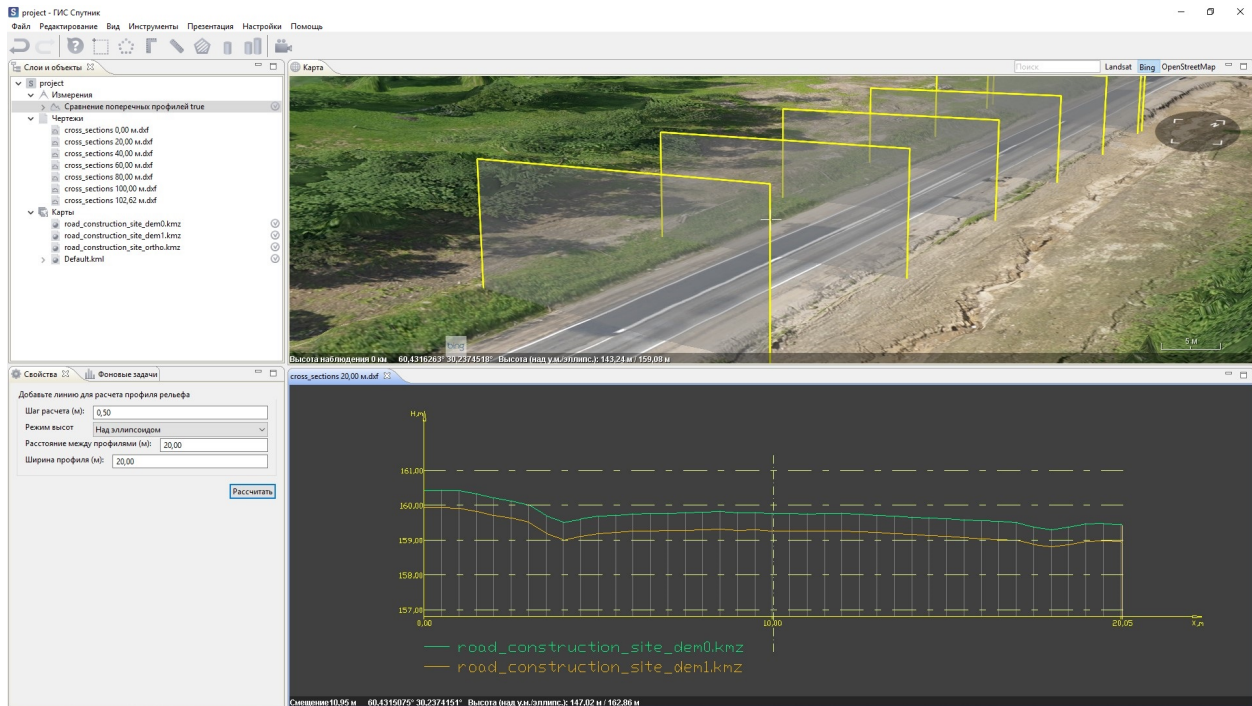 project - ГИС Спутник
Файл Редактирование Вид Инструменты Презентация Настройки Помощь
Слои и объекты
project
Измерения
Сравнение поперечных профилей true
Чертежи
cross_sections 0,00 м.dxf
cross_sections 20,00 м.dxf
cross_sections 40,00 м.dxf
cross_sections 60,00 м.dxf
cross_sections 80,00 м.dxf
cross_sections 100,00 м.dxf
cross_sections 102,62 м.dxf
Карты
road_construction_site_dem0.kmz
road_construction_site_dem1.kmz
road_construction_site_ortho.kmz
Default.kml
Карта
Поиск
Landsat Bing OpenStreetMap
bing
5 м
Высота наблюдения 0 км 60,4316263° 30,2374518° Высота (над у.м./эллипс.): 143,24 м / 159,08 м
Свойства Фоновые задачи
Добавьте линию для расчета профиля рельефа
Шаг расчета (м): 0,50
Режим высот Над эллипсоидом
Расстояние между профилями (м): 20,00
Ширина профиля (м): 20,00
Рассчитать
cross_sections 20,00 м.dxf
H,m
161,00
160,00
159,00
158,00
157,00
0,00 10,00 20,05 X,m
road_construction_site_dem0.kmz
road_construction_site_dem1.kmz
Смещение10,95 м 60,4315075° 30,2374151° Высота (над у.м./эллипс.): 147,02 м / 162,86 м